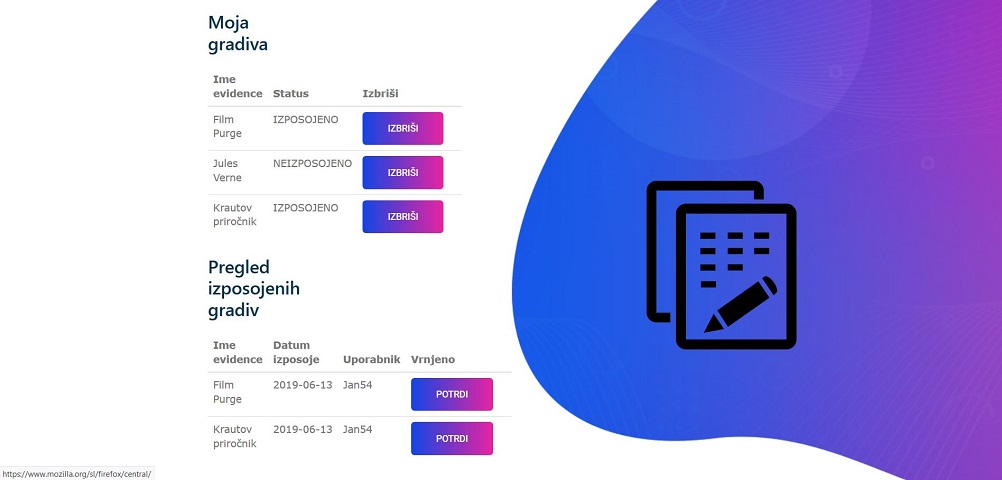 Moja
gradiva
Ime
evidence Status Izbriši
Film
Purge IZPOSOJENO IZBRIŠI
Jules
Verne NEIZPOSOJENO IZBRIŠI
Krautov
priročnik IZPOSOJENO IZBRIŠI
Pregled
izposojenih
gradiv
Ime
evidence Datum
izposoje Uporabnik Vrnjeno
Film
Purge 2019-06-13 Jan54 POTRDI
Krautov
priročnik 2019-06-13 Jan54 POTRDI
https://www.mozilla.org/sl/firefox/central/